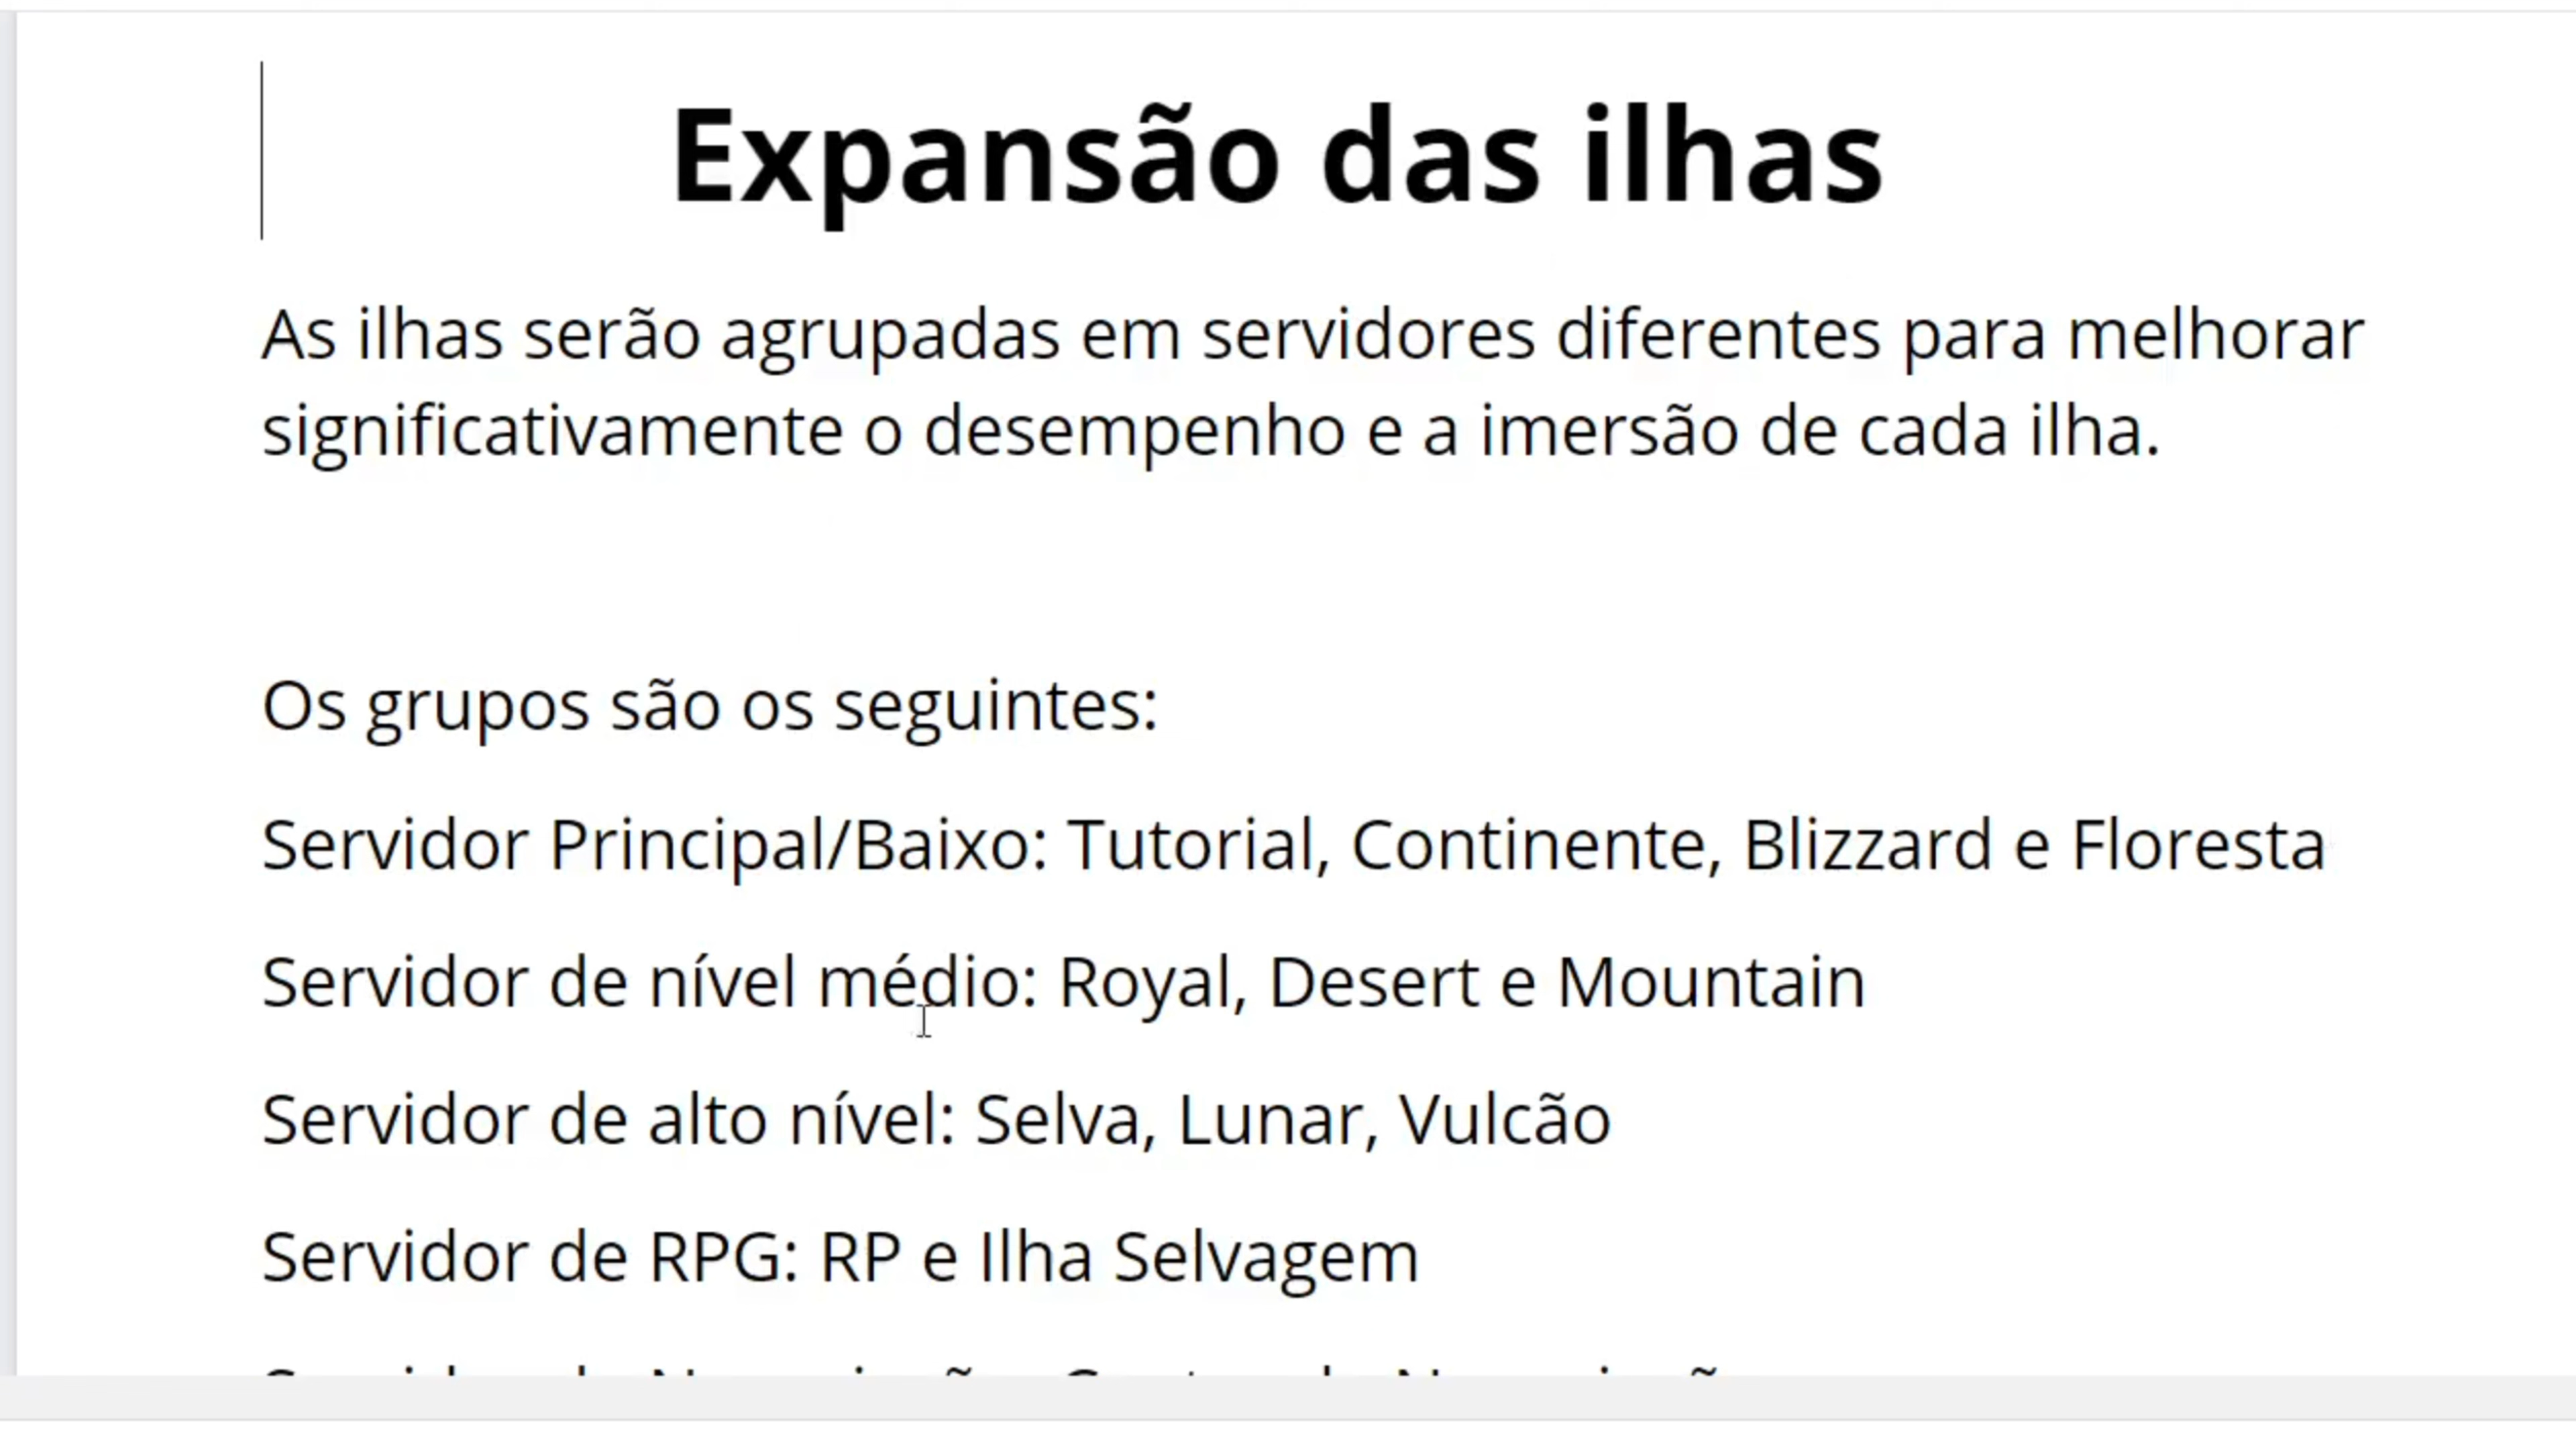 Expansão das ilhas
As ilhas serão agrupadas em servidores diferentes para melhorar
significativamente o desempenho e a imersão de cada ilha.
Os grupos são os seguintes:
Servidor Principal/Baixo: Tutorial, Continente, Blizzard e Floresta
Servidor de nível médio: Royal, Desert e Mountain
Servidor de alto nível: Selva, Lunar, Vulcão
Servidor de RPG: RP e Ilha Selvagem